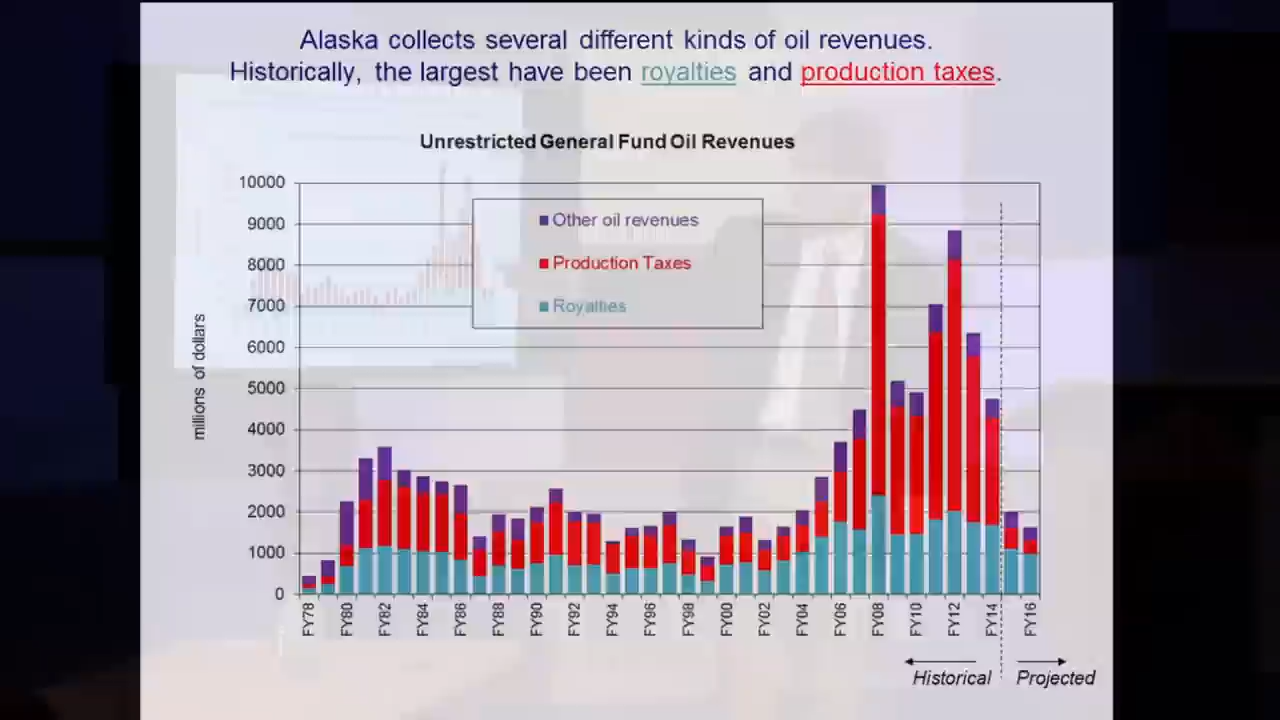 Alaska collects several different kinds of oil revenues.
Historically, the largest have been royalties and production taxes.
Unrestricted General Fund Oil Revenues
millions of dollars
10000
9000
8000
7000
6000
5000
4000
3000
2000
1000
0
Other oil revenues
Production Taxes
Royalties
FY78
FY80
FY82
FY84
FY86
FY88
FY90
FY92
FY94
FY96
FY98
FY00
FY02
FY04
FY06
FY08
FY10
FY12
FY14
FY16
Historical
Projected